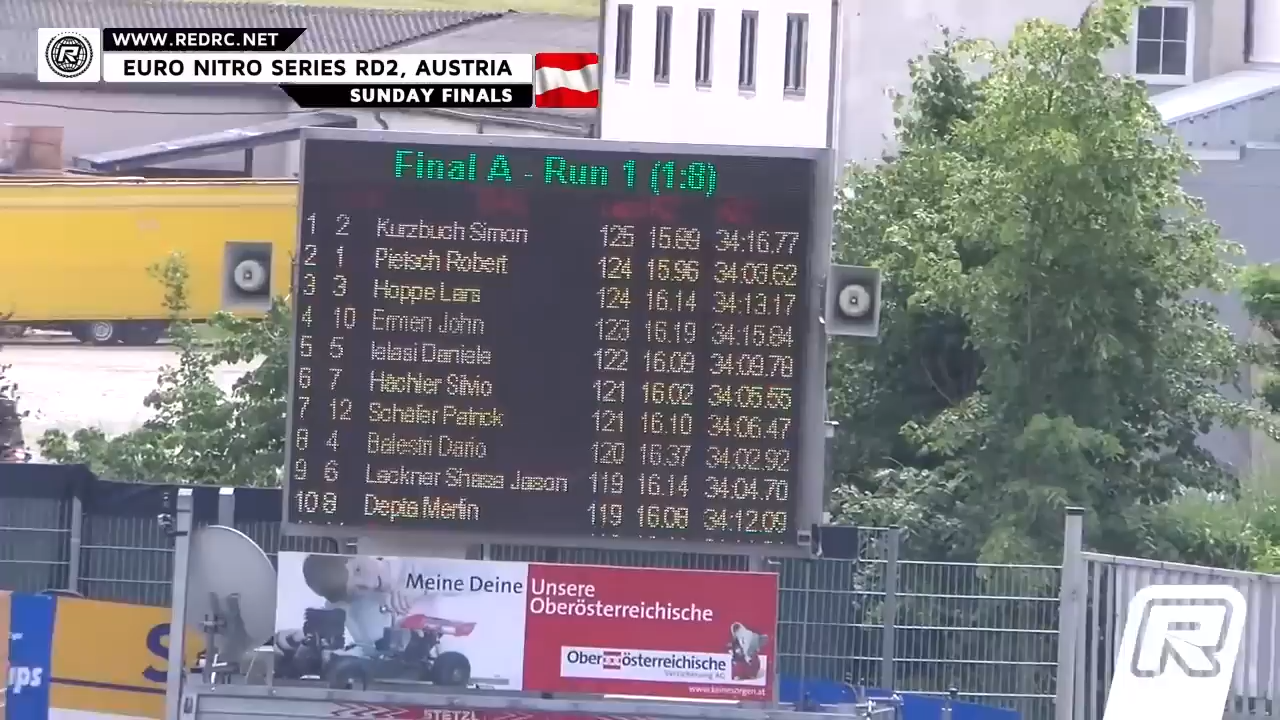 WWW.REDRC.NET
EURO NITRO SERIES RD2, AUSTRIA
SUNDAY FINALS
Final A - Run 1 (1:8)
1 2 Kurzbuch Simon 125 15.88 34:16.77
2 1 Pietsch Robert 124 15.96 34:03.62
3 3 Hoppe Lars 124 16.14 34:13.17
4 10 Ermen John 123 16.19 34:15.84
5 5 Ielasi Daniele 122 16.09 34:09.78
6 7 Hächler Silvio 121 16.02 34:05.55
7 12 Schäfer Patrick 121 16.10 34:06.47
8 4 Balestri Dario 120 16.37 34:02.92
9 6 Lackner Shase Jason 119 16.14 34:04.70
10 8 Depta Merlin 119 16.08 34:12.09
Meine Deine Unsere
Oberösterreichische
Oberösterreichische
Versicherung AG
www.keinesorgen.at
STETZL
S
ups
R